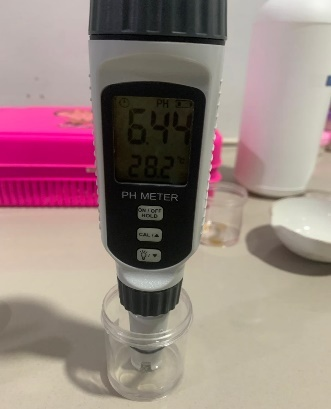 PH
6.44
28.2°C
PH METER
ON/OFF
HOLD
CAL/▲
/▼